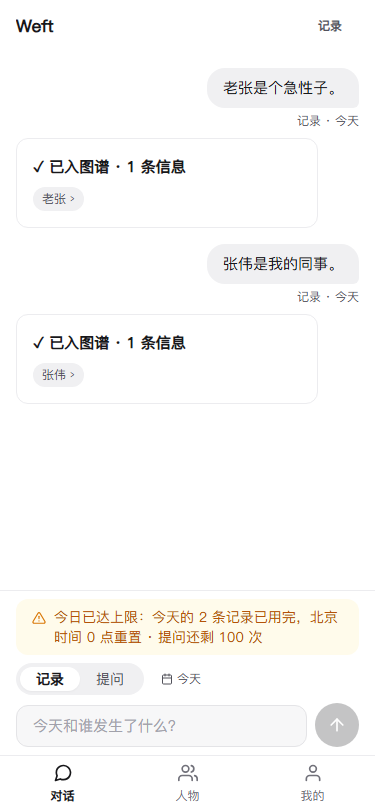 Weft
记录
老张是个急性子。
记录 · 今天
✓ 已入图谱 · 1 条信息
老张 ›
张伟是我的同事。
记录 · 今天
✓ 已入图谱 · 1 条信息
张伟 ›
今日已达上限：今天的 2 条记录已用完，北京
时间 0 点重置 · 提问还剩 100 次
记录 提问 今天
今天和谁发生了什么？
对话 人物 我的